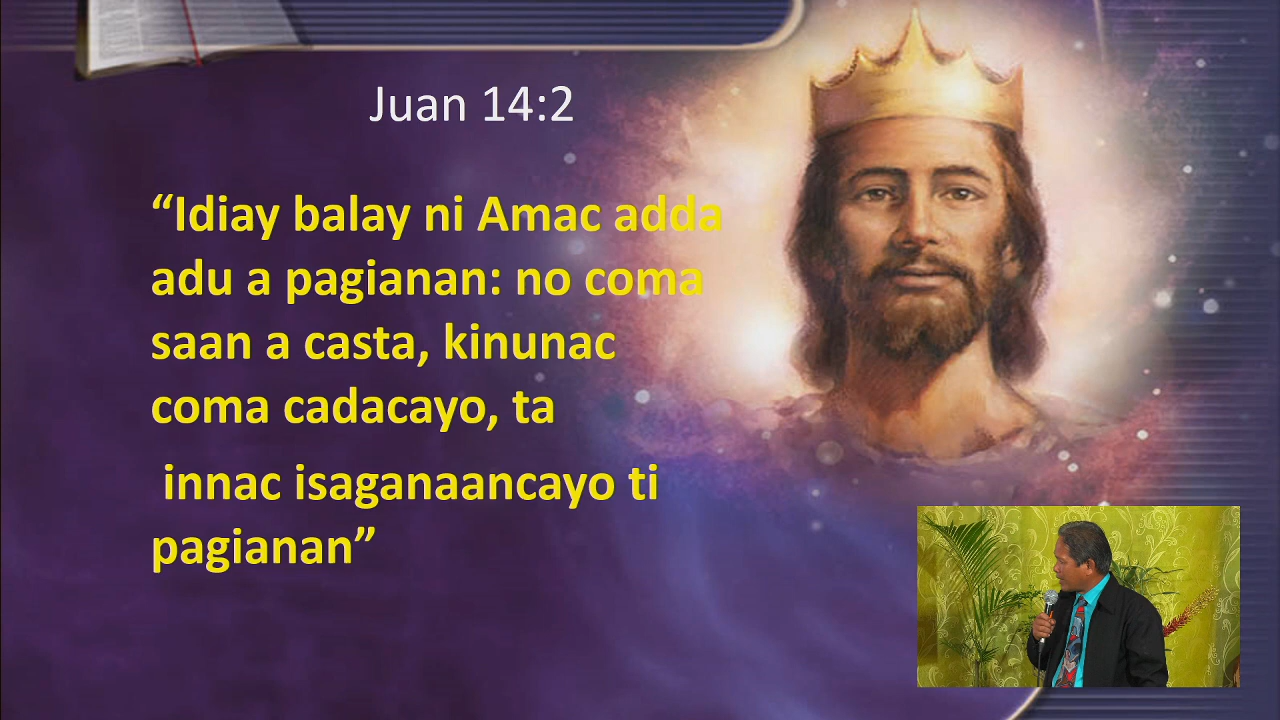 Juan 14:2
“Idiay balay ni Amac adda
adu a pagianan: no coma
saan a casta, kinunac
coma cadacayo, ta
innac isaganaancayo ti
pagianan”